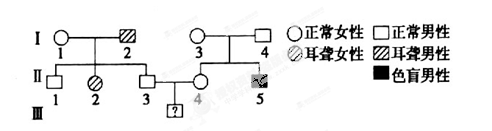 Ⅰ 1 2 3 4 正常女性 正常男性
耳聋女性 耳聋男性
Ⅱ 1 2 3 4 5 色盲男性
Ⅲ ?